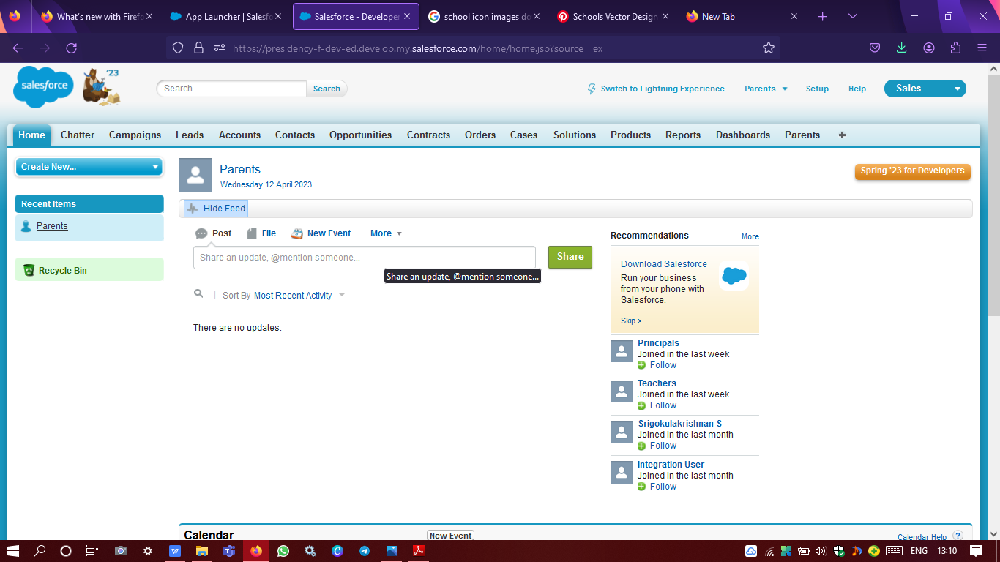 What's new with Firefo
App Launcher | Salesfo
Salesforce - Developer
school icon images do
Schools Vector Design
New Tab
https://presidency-f-dev-ed.develop.my.salesforce.com/home/home.jsp?source=lex
salesforce
'23
Search...
Search
Switch to Lightning Experience
Parents
Setup
Help
Sales
Home Chatter Campaigns Leads Accounts Contacts Opportunities Contracts Orders Cases Solutions Products Reports Dashboards Parents
Create New...
Recent Items
Parents
Recycle Bin
Parents
Wednesday 12 April 2023
Spring '23 for Developers
Hide Feed
Post File New Event More
Share an update, @mention someone...
Share
Share an update, @mention someone...
Sort By Most Recent Activity
There are no updates.
Recommendations
More
Download Salesforce
Run your business
from your phone with
Salesforce.
Skip >
Principals
Joined in the last week
Follow
Teachers
Joined in the last week
Follow
Srigokulakrishnan S
Joined in the last month
Follow
Integration User
Joined in the last month
Follow
Calendar
New Event
Calendar Help ?
ENG
13:10